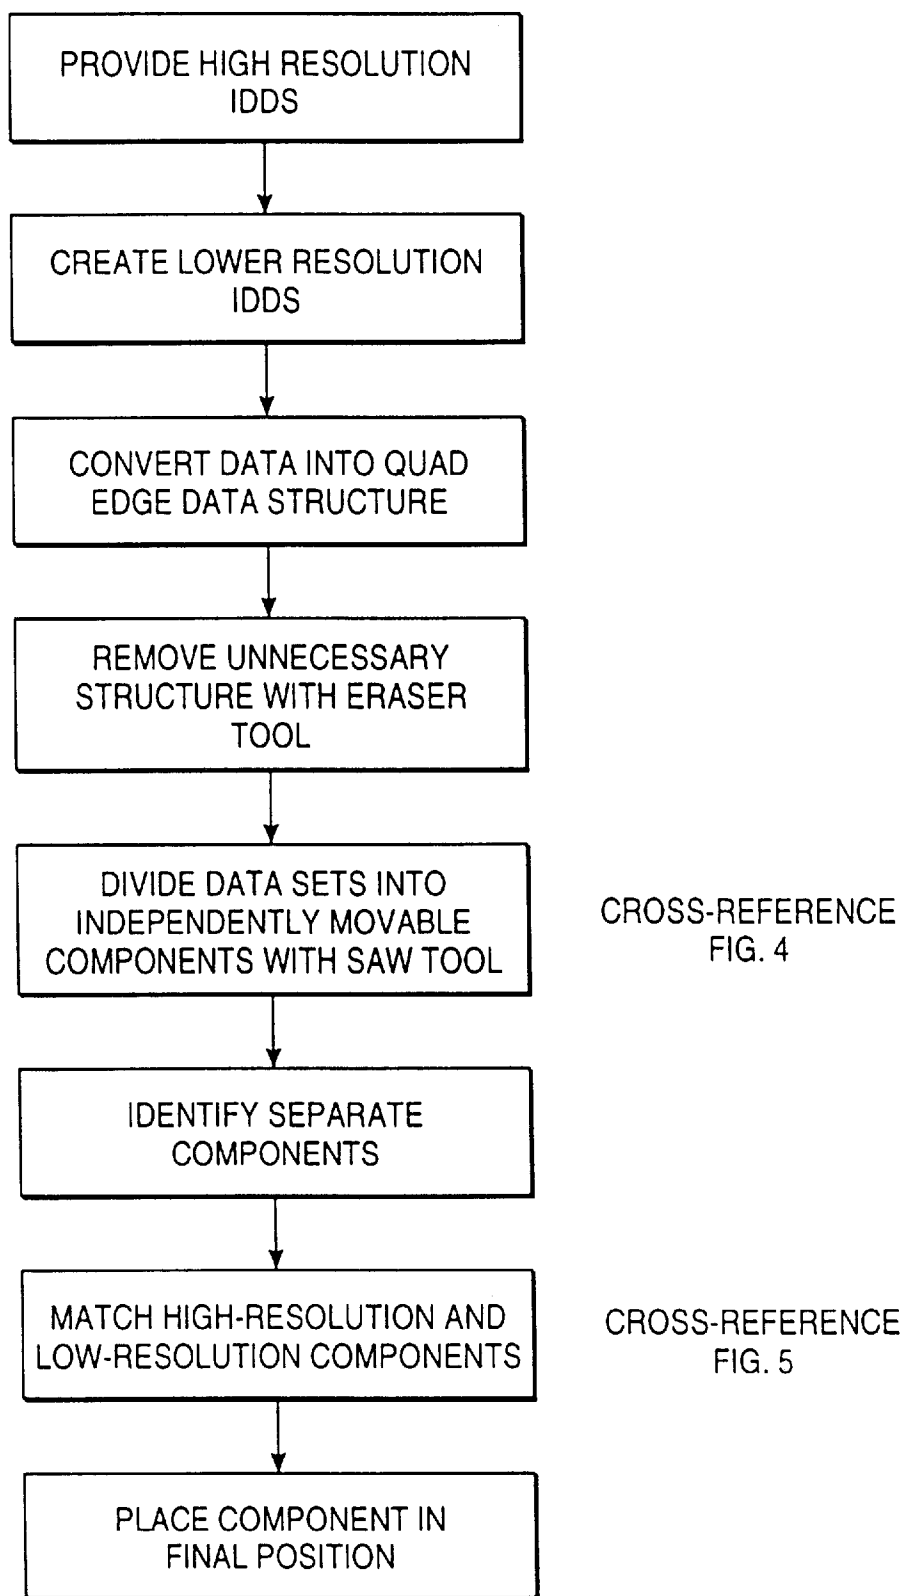 PROVIDE HIGH RESOLUTION
IDDS
CREATE LOWER RESOLUTION
IDDS
CONVERT DATA INTO QUAD
EDGE DATA STRUCTURE
REMOVE UNNECESSARY
STRUCTURE WITH ERASER
TOOL
DIVIDE DATA SETS INTO
INDEPENDENTLY MOVABLE
COMPONENTS WITH SAW TOOL
CROSS-REFERENCE
FIG. 4
IDENTIFY SEPARATE
COMPONENTS
MATCH HIGH-RESOLUTION AND
LOW-RESOLUTION COMPONENTS
CROSS-REFERENCE
FIG. 5
PLACE COMPONENT IN
FINAL POSITION